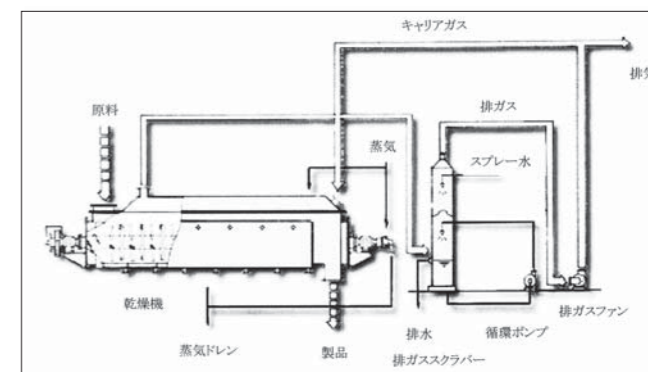 キャリアガス
排気
原料
排ガス
蒸気
スプレー水
乾燥機
蒸気ドレン
製品
排水
循環ポンプ
排ガスファン
排ガススクラバー